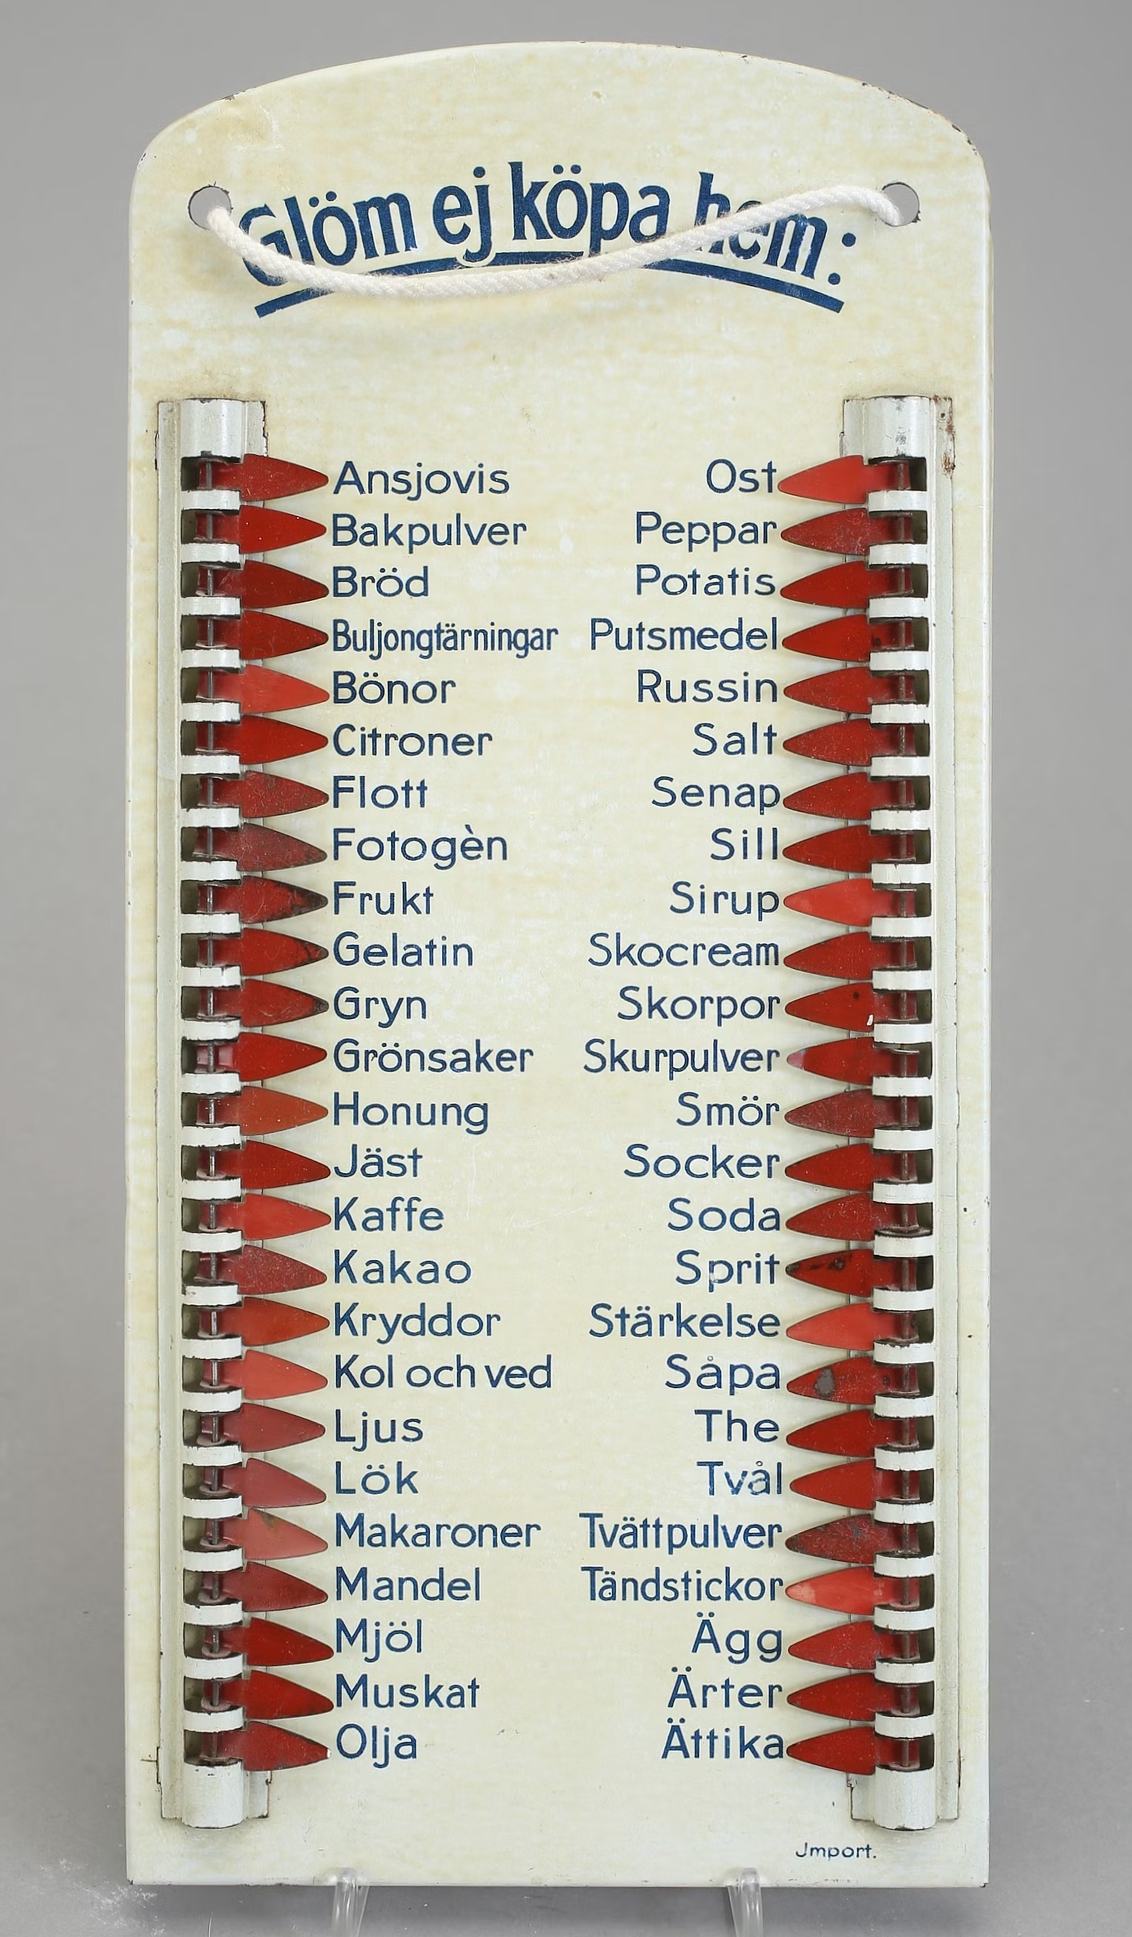 Glöm ej köpa hem:
Ansjovis
Bakpulver
Bröd
Buljongtärningar
Bönor
Citroner
Flott
Fotogèn
Frukt
Gelatin
Gryn
Grönsaker
Honung
Jäst
Kaffe
Kakao
Kryddor
Kol och ved
Ljus
Lök
Makaroner
Mandel
Mjöl
Muskat
Olja
Ost
Peppar
Potatis
Putsmedel
Russin
Salt
Senap
Sill
Sirup
Skocream
Skorpor
Skurpulver
Smör
Socker
Soda
Sprit
Stärkelse
Såpa
The
Tvål
Tvättpulver
Tändstickor
Ägg
Ärter
Ättika
Jmport.